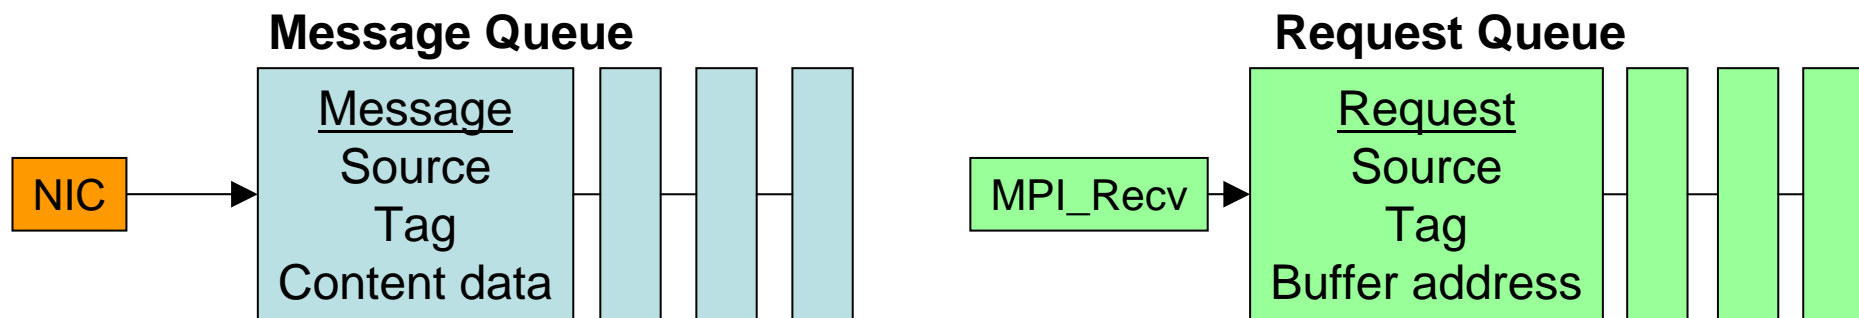 Message Queue
NIC
Message
Source
Tag
Content data
Request Queue
MPI_Recv
Request
Source
Tag
Buffer address